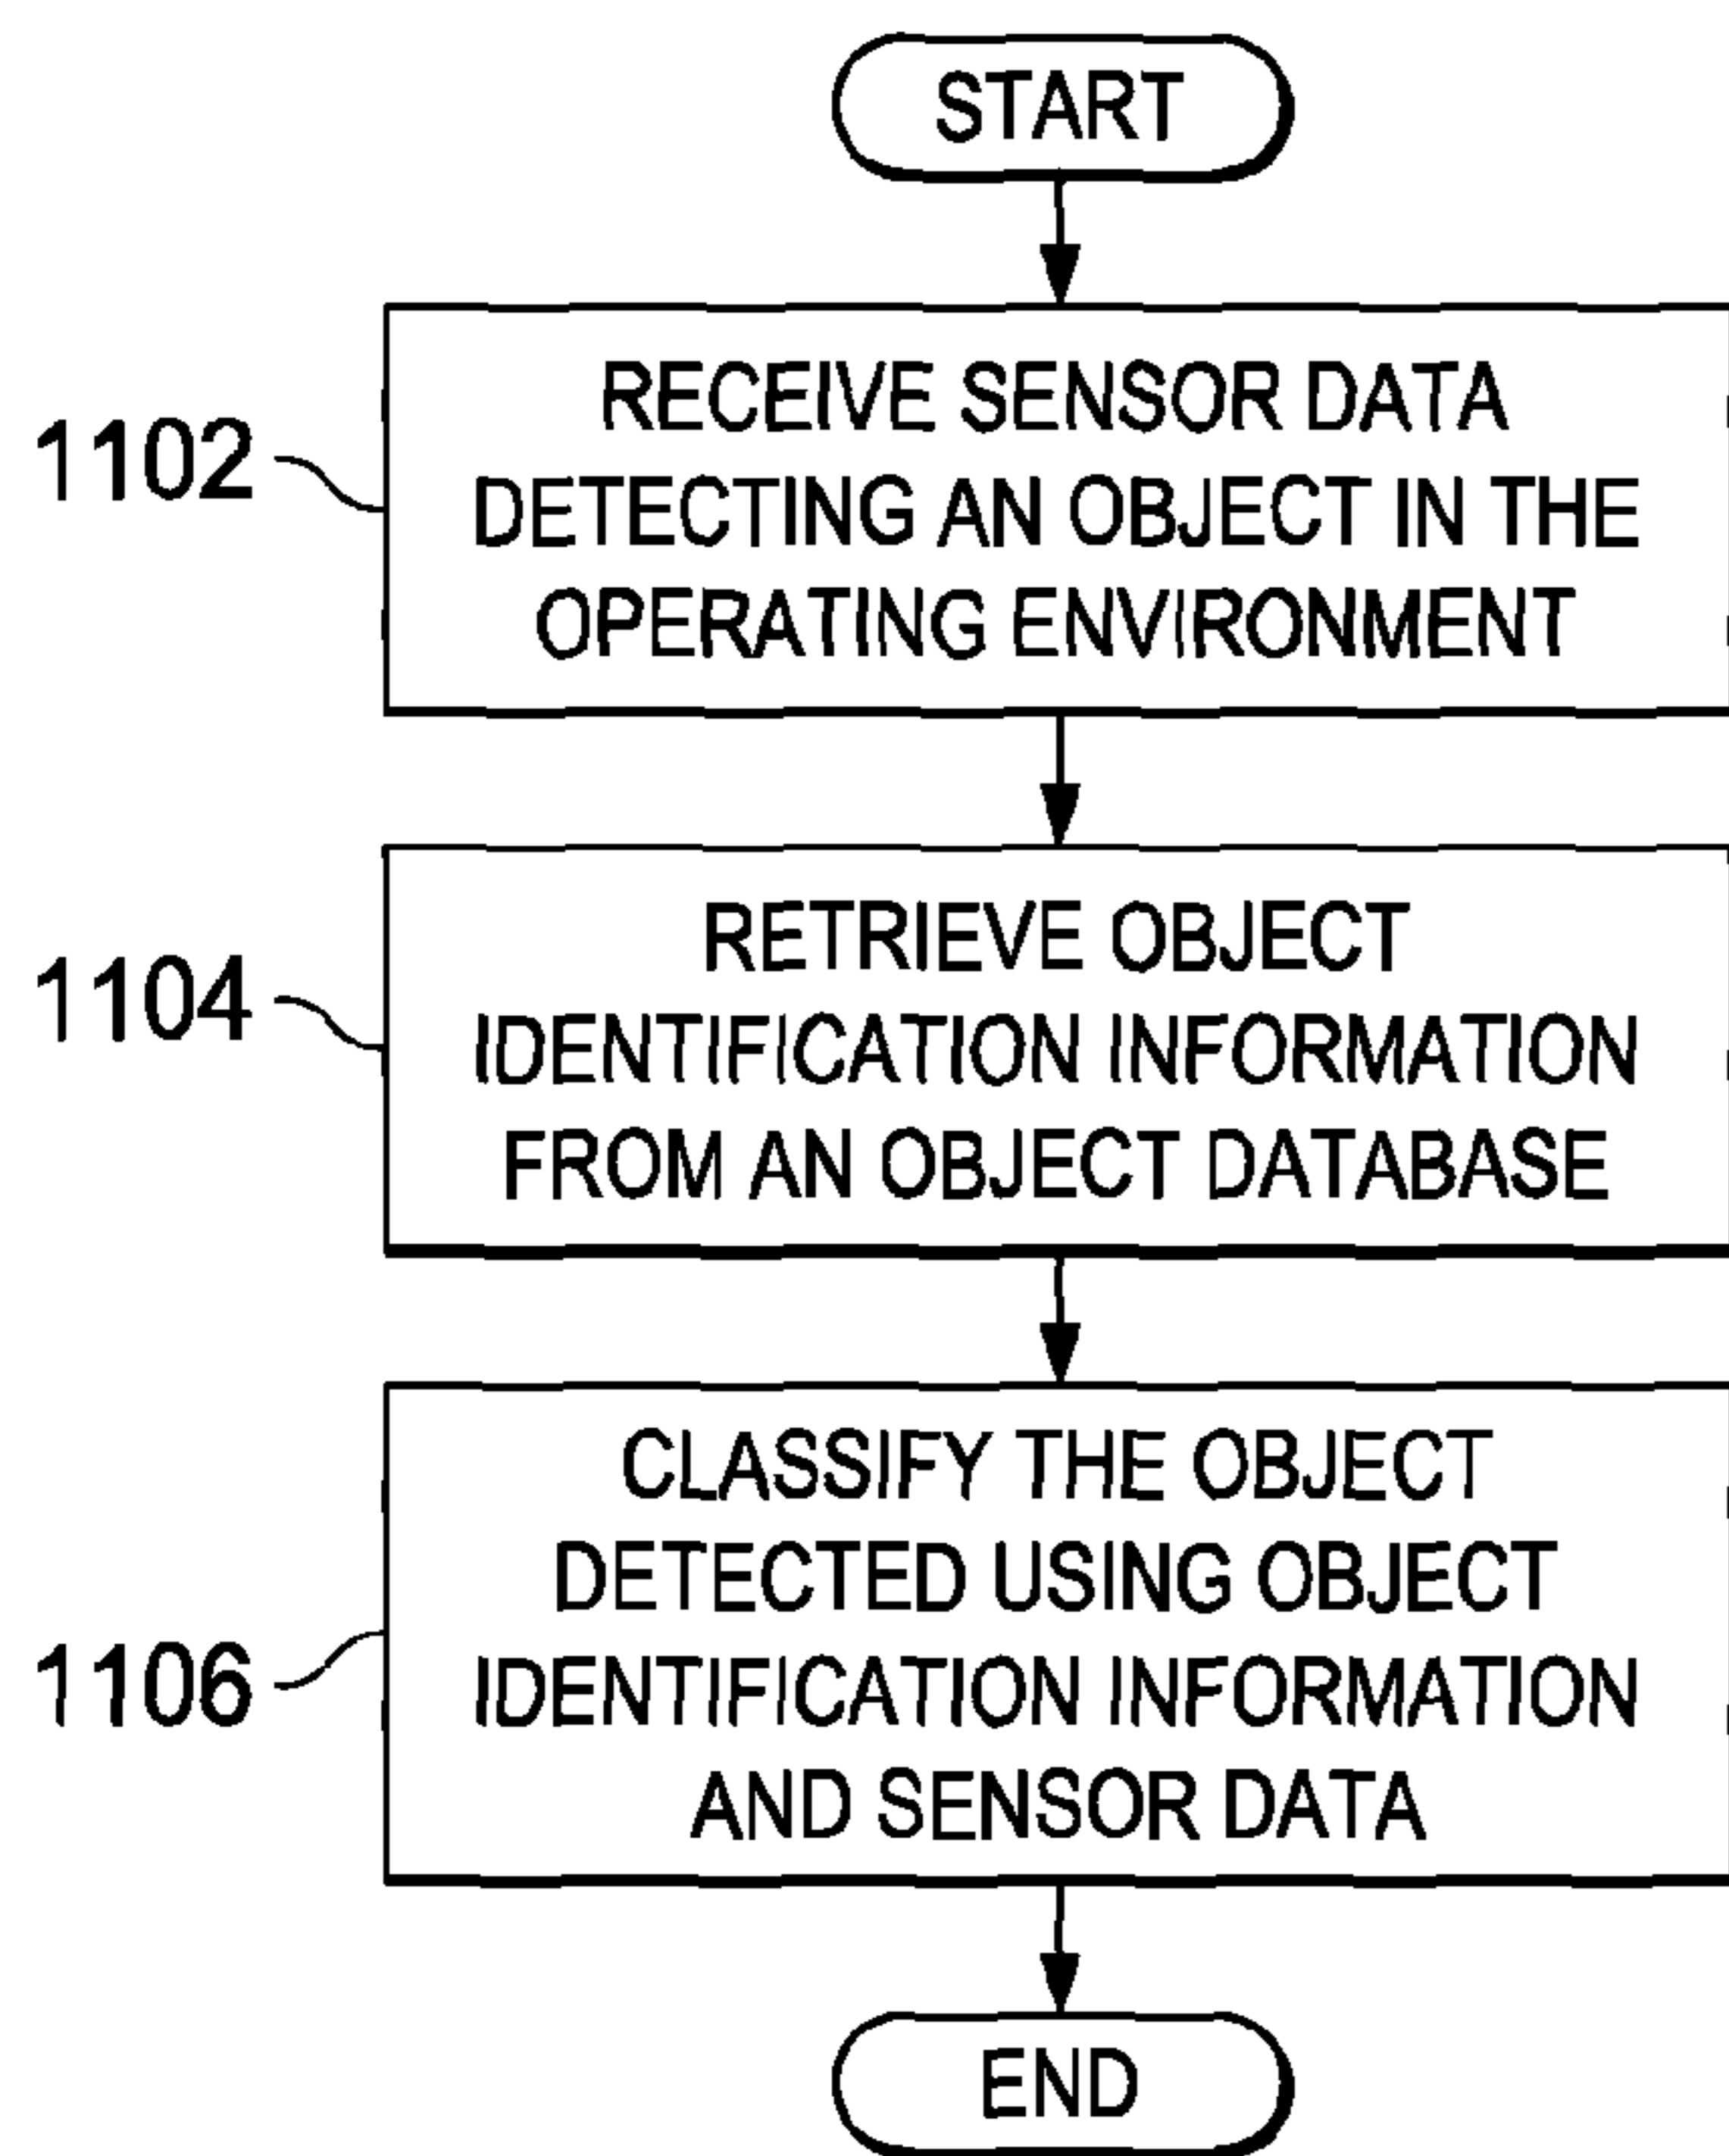 START
1102
RECEIVE SENSOR DATA
DETECTING AN OBJECT IN THE
OPERATING ENVIRONMENT
1104
RETRIEVE OBJECT
IDENTIFICATION INFORMATION
FROM AN OBJECT DATABASE
1106
CLASSIFY THE OBJECT
DETECTED USING OBJECT
IDENTIFICATION INFORMATION
AND SENSOR DATA
END